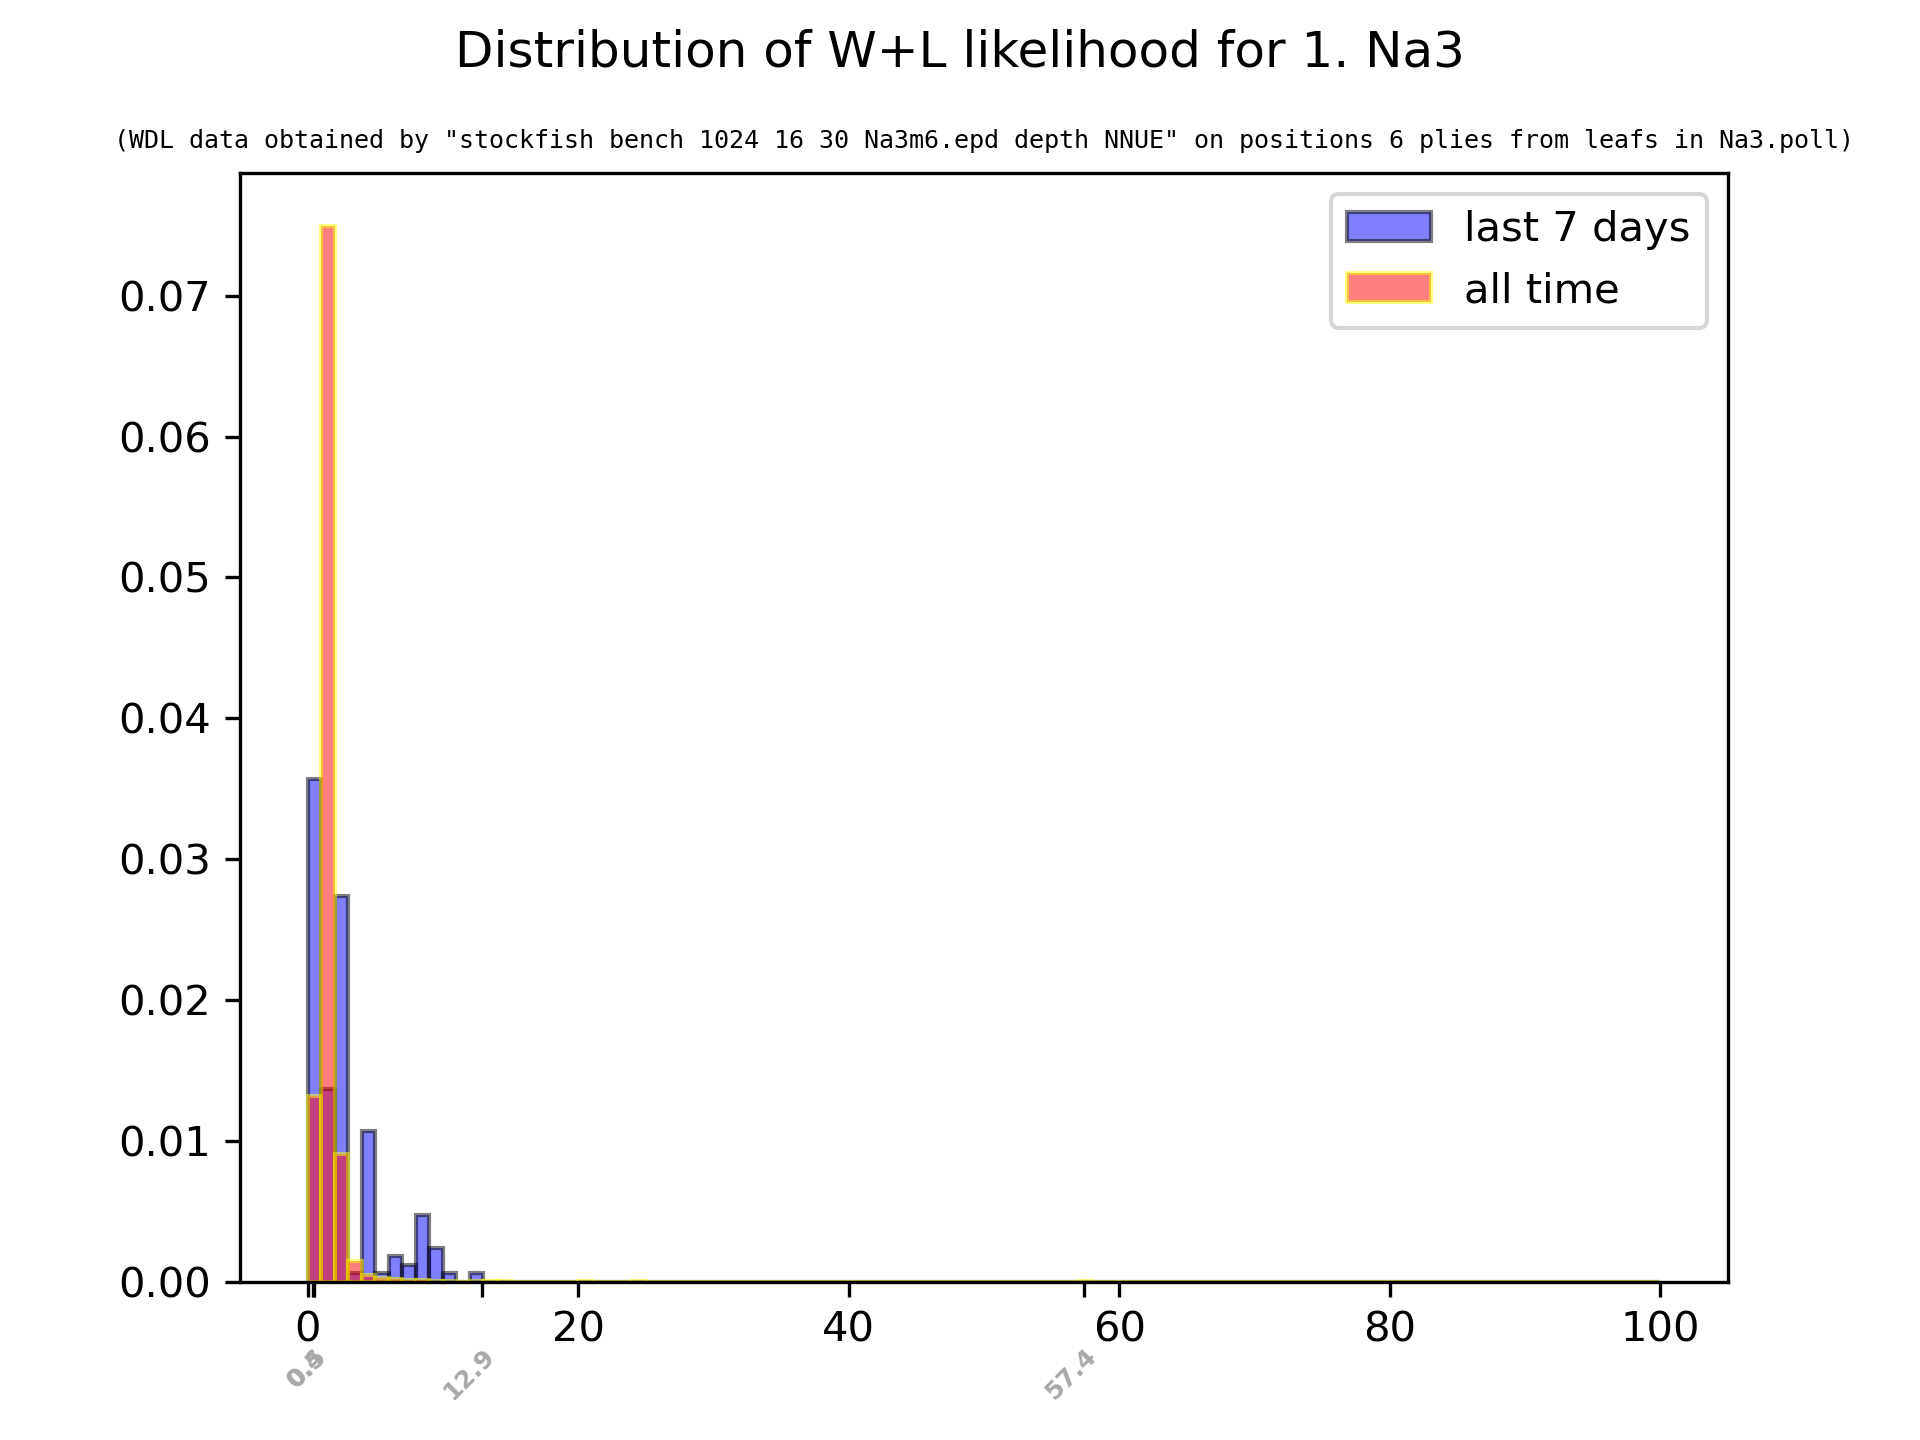 Distribution of W+L likelihood for 1. Na3
(WDL data obtained by "stockfish bench 1024 16 30 Na3m6.epd depth NNUE" on positions 6 plies from leafs in Na3.poll)
last 7 days
all time
0.07
0.06
0.05
0.04
0.03
0.02
0.01
0.00
0 20 40 60 80 100
12.9 57.4